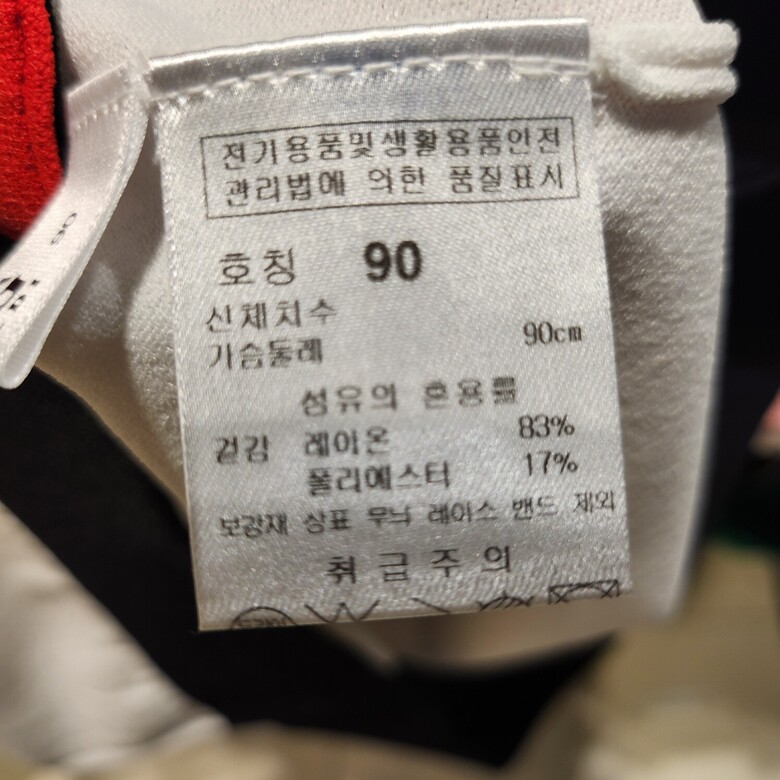 전기용품및생활용품안전
관리법에 의한 품질표시
호칭 90
신체치수
가슴둘레 90cm
섬유의 혼용률
겉감 레이온 83%
폴리에스터 17%
보강재 상표 무늬 레이스 밴드 제외
취급주의
90